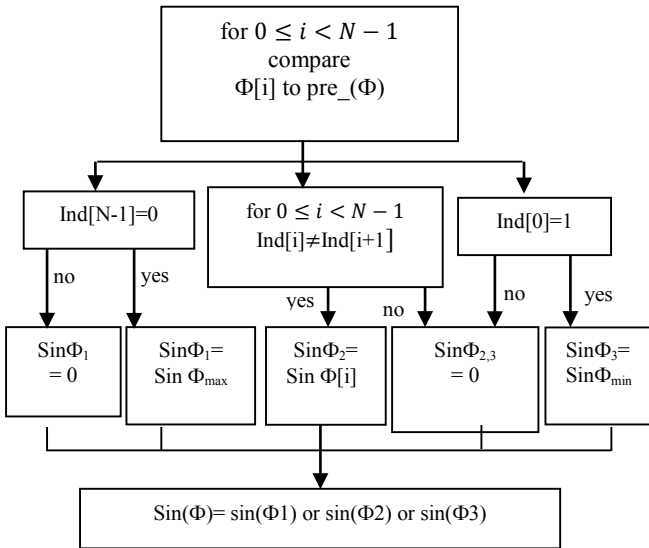 for 0 ≤ i < N − 1
compare
Φ[i] to pre_(Φ)
Ind[N-1]=0
for 0 ≤ i < N − 1
Ind[i]≠Ind[i+1]
Ind[0]=1
no
yes
yes
no
no
yes
SinΦ1
= 0
SinΦ1=
Sin Φmax
SinΦ2=
Sin Φ[i]
SinΦ2,3
= 0
SinΦ3=
SinΦmin
Sin(Φ)= sin(Φ1) or sin(Φ2) or sin(Φ3)